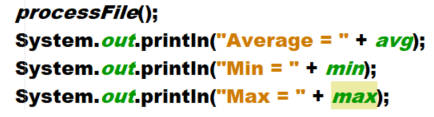 processFile();
System.out.println("Average = " + avg);
System.out.println("Min = " + min);
System.out.println("Max = " + max);